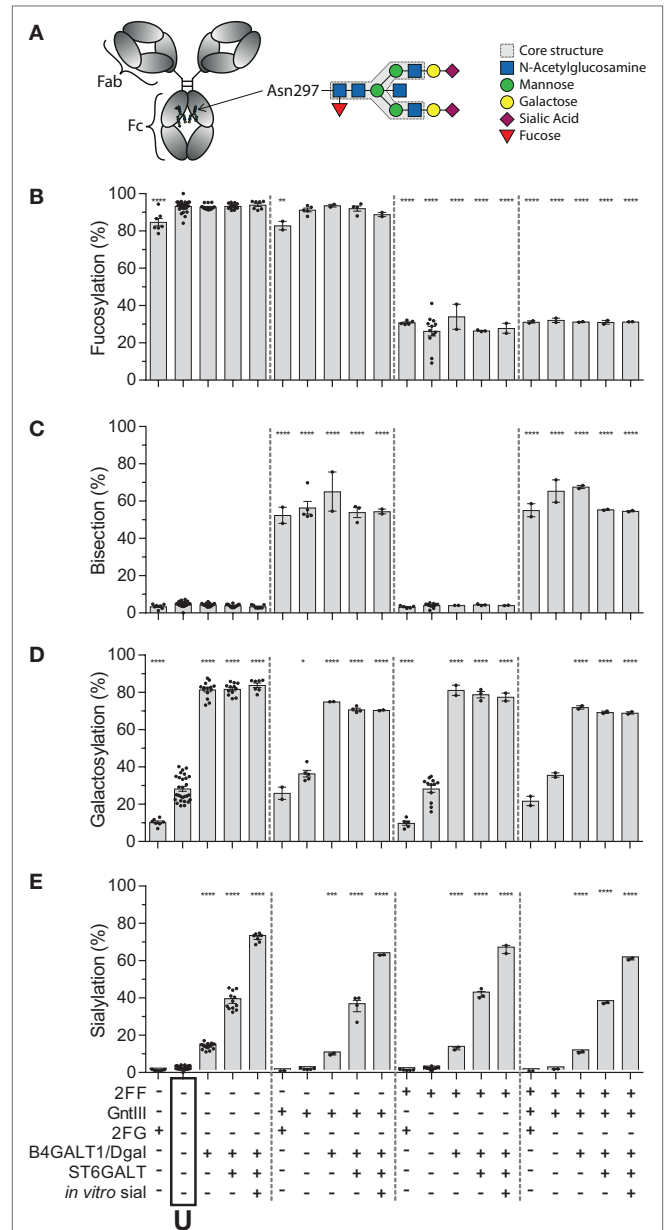 A
Fab
Fc
Asn297
Core structure
N-Acetylglucosamine
Mannose
Galactose
Sialic Acid
Fucose
B
Fucosylation (%)
100
80
60
40
20
0
**** ** **** **** **** **** **** **** **** **** **** ****
C
Bisection (%)
100
80
60
40
20
0
**** **** **** **** **** **** **** **** **** ****
D
Galactosylation (%)
100
80
60
40
20
0
**** **** **** **** * **** **** **** **** **** **** **** **** **** ****
E
Sialylation (%)
100
80
60
40
20
0
**** **** **** *** **** **** **** **** **** **** **** ****
2FF - - - - - - - - - - + + + + + + + + + +
GntIII - - - - - + + + + + - - - - - + + + + +
2FG + - - - - + - - - - + - - - - + - - - -
B4GALT1/Dgal - - + + + - - + + + - - + + + - - + + +
ST6GALT - - - + + - - - + + - - - + + - - - + +
in vitro sial - - - - + - - - - + - - - - + - - - - +
U